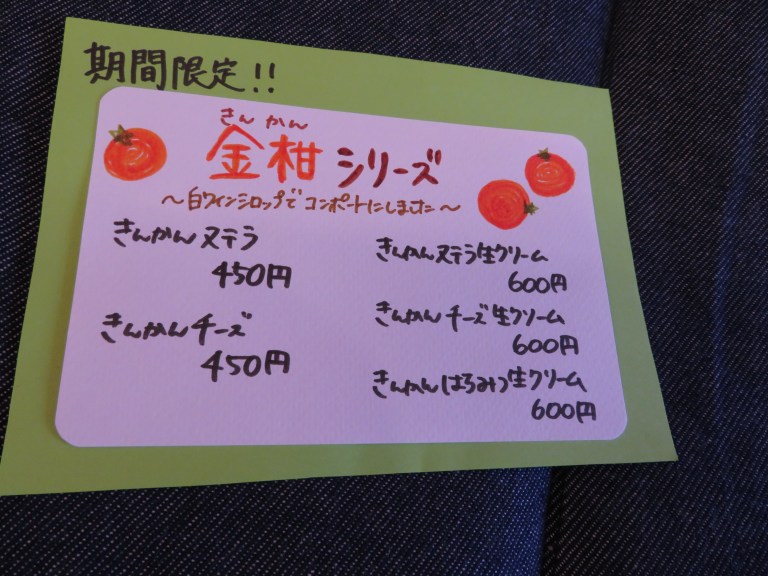 期間限定!!
きんかん
金柑シリーズ
～白ワインシロップでコンポートにしました～
きんかんヌテラ
450円
きんかんチーズ
450円
きんかんヌテラ生クリーム
600円
きんかんチーズ生クリーム
600円
きんかんはちみつ生クリーム
600円